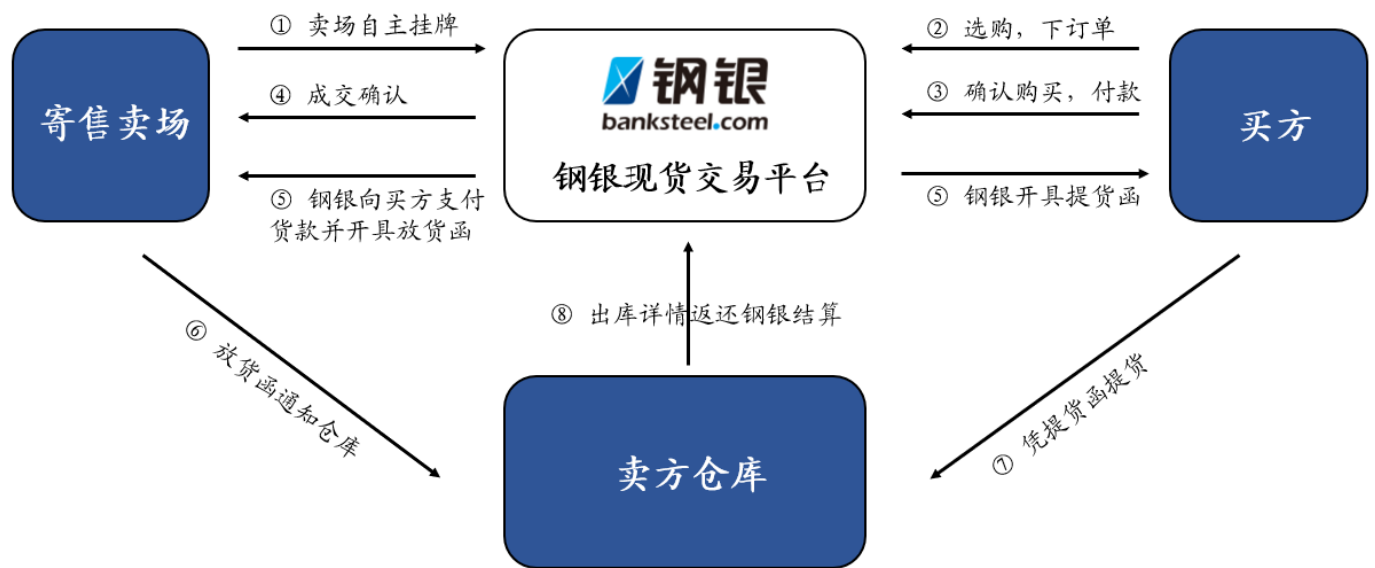 ① 卖场自主挂牌
② 选购，下订单
寄售卖场
④ 成交确认
钢银
banksteel.com
钢银现货交易平台
③ 确认购买，付款
买方
⑤ 钢银向买方支付
货款并开具放货函
⑤ 钢银开具提货函
⑥ 放货函通知仓库
⑧ 出库详情返还钢银结算
⑦ 凭提货函提货
卖方仓库